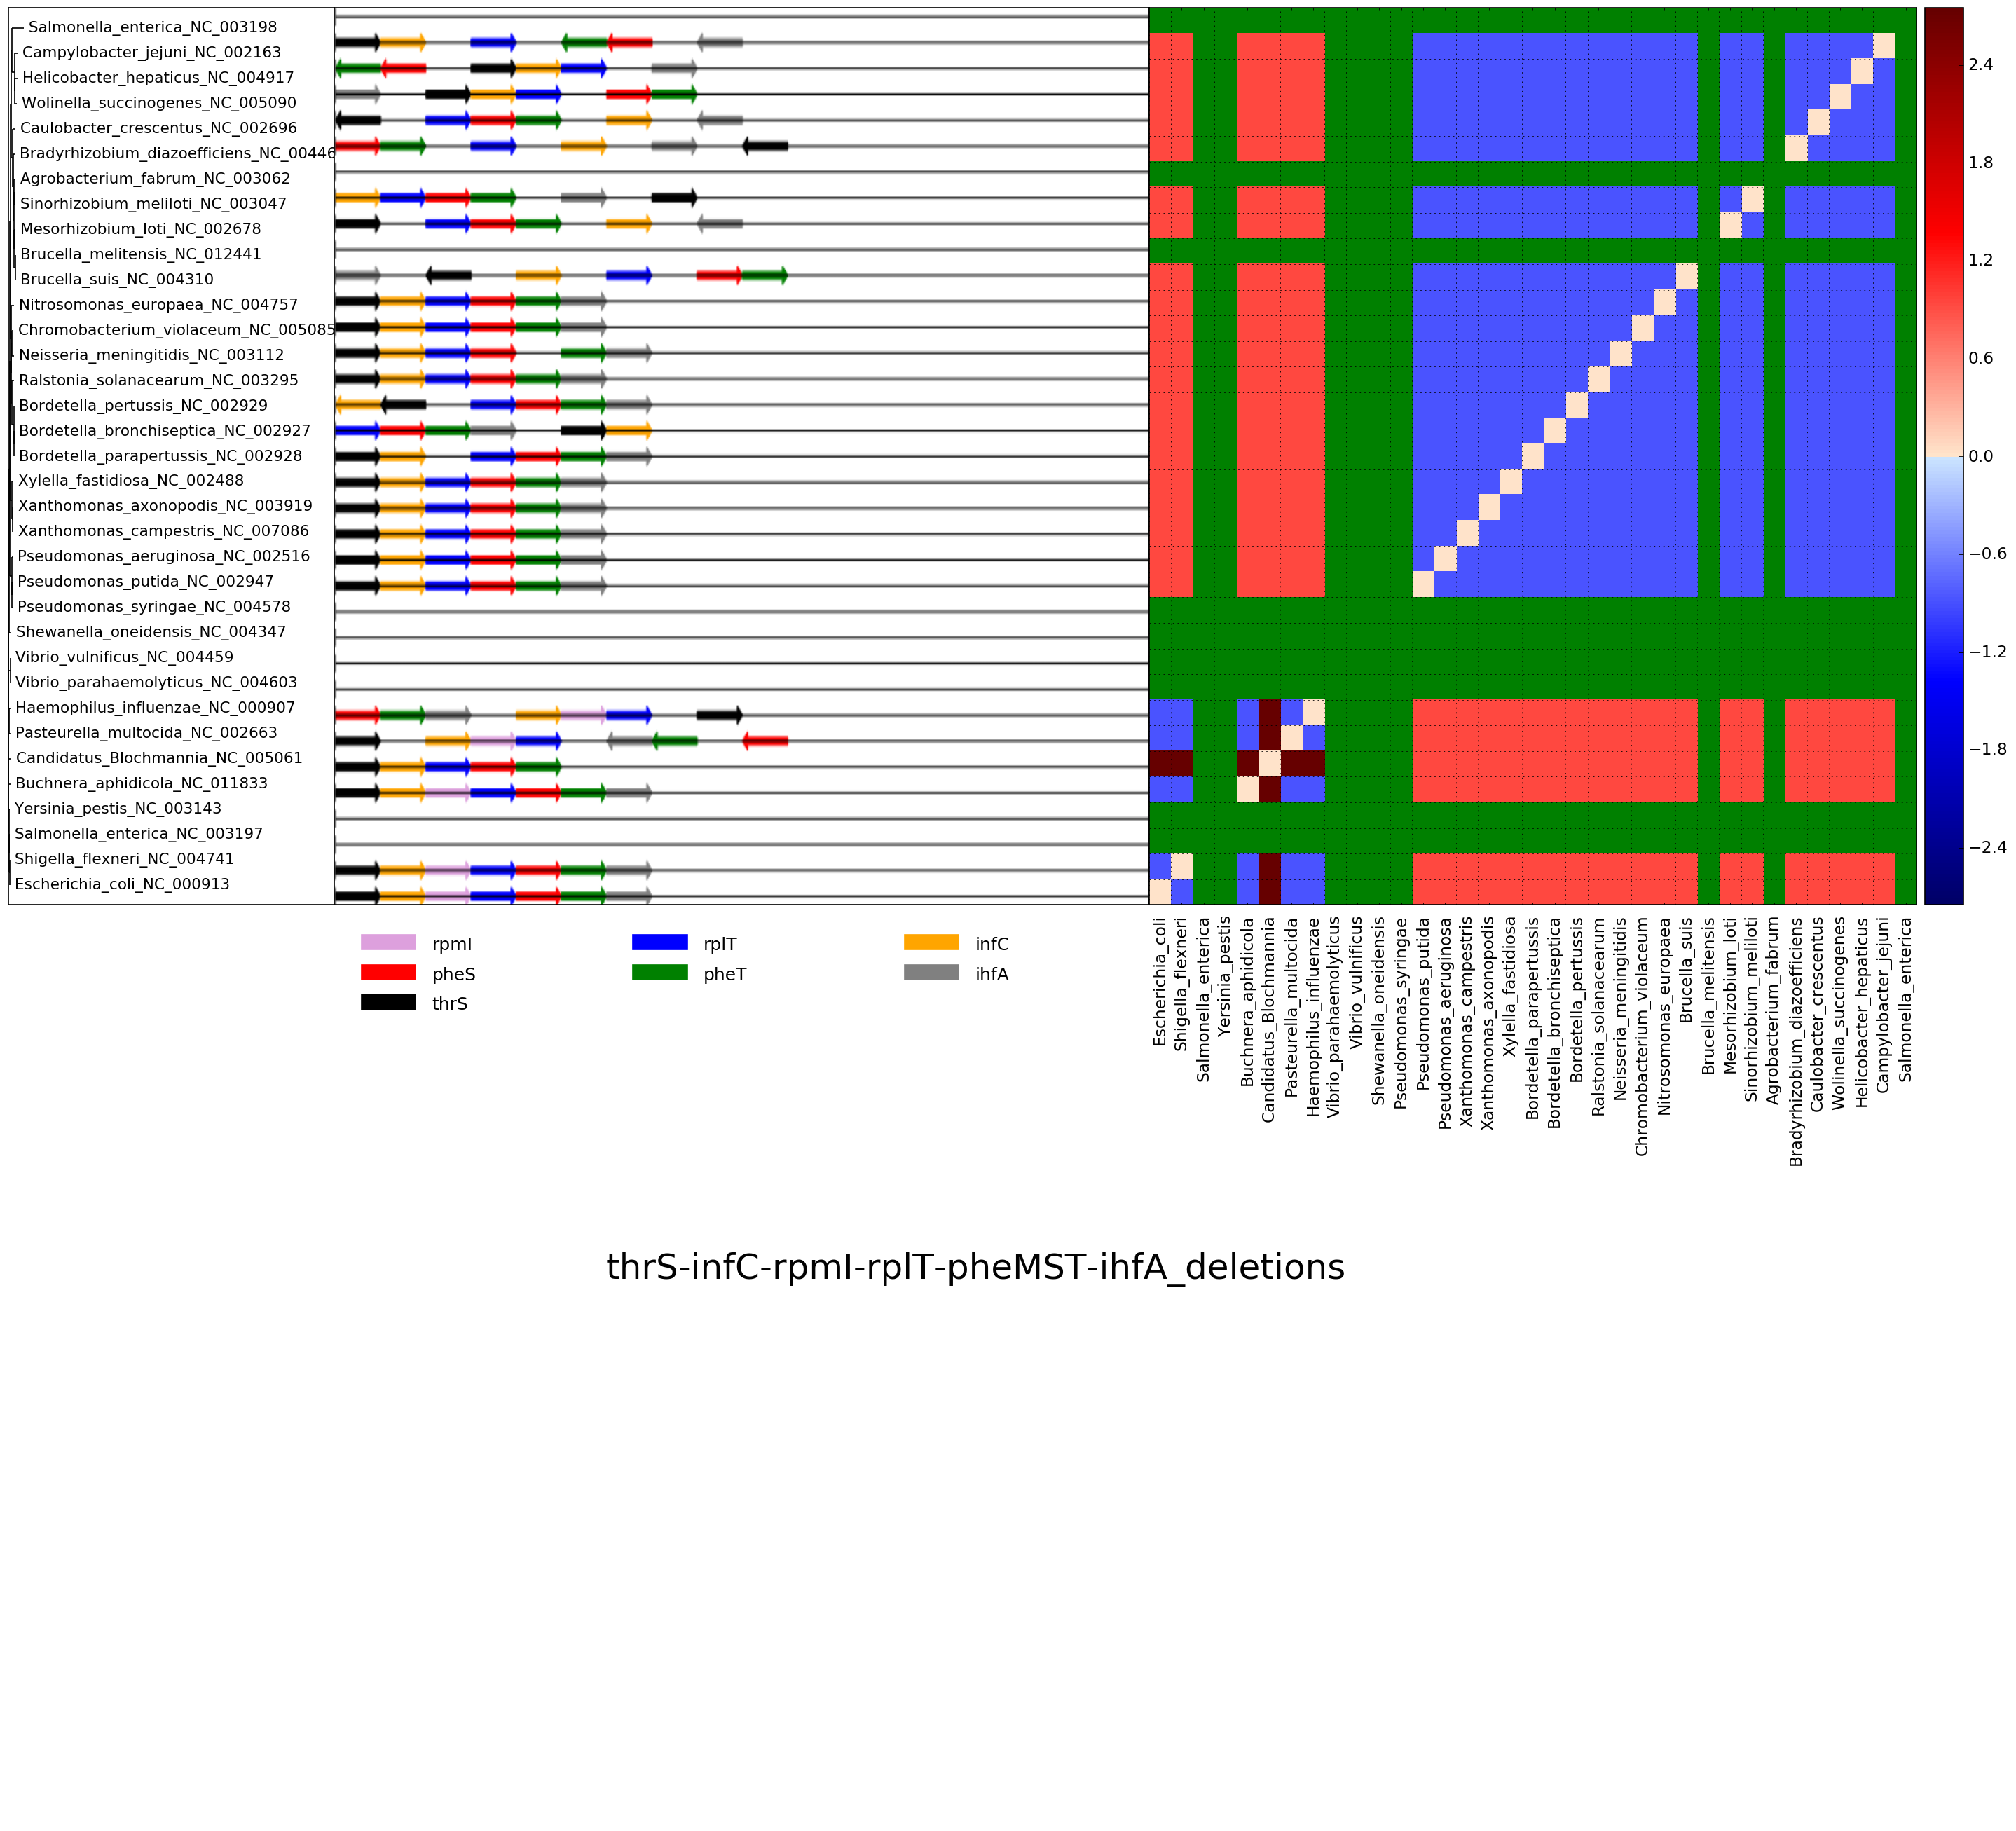 Salmonella_enterica_NC_003198
Campylobacter_jejuni_NC_002163
Helicobacter_hepaticus_NC_004917
Wolinella_succinogenes_NC_005090
Caulobacter_crescentus_NC_002696
Bradyrhizobium_diazoefficiens_NC_00446
Agrobacterium_fabrum_NC_003062
Sinorhizobium_meliloti_NC_003047
Mesorhizobium_loti_NC_002678
Brucella_melitensis_NC_012441
Brucella_suis_NC_004310
Nitrosomonas_europaea_NC_004757
Chromobacterium_violaceum_NC_005085
Neisseria_meningitidis_NC_003112
Ralstonia_solanacearum_NC_003295
Bordetella_pertussis_NC_002929
Bordetella_bronchiseptica_NC_002927
Bordetella_parapertussis_NC_002928
Xylella_fastidiosa_NC_002488
Xanthomonas_axonopodis_NC_003919
Xanthomonas_campestris_NC_007086
Pseudomonas_aeruginosa_NC_002516
Pseudomonas_putida_NC_002947
Pseudomonas_syringae_NC_004578
Shewanella_oneidensis_NC_004347
Vibrio_vulnificus_NC_004459
Vibrio_parahaemolyticus_NC_004603
Haemophilus_influenzae_NC_000907
Pasteurella_multocida_NC_002663
Candidatus_Blochmannia_NC_005061
Buchnera_aphidicola_NC_011833
Yersinia_pestis_NC_003143
Salmonella_enterica_NC_003197
Shigella_flexneri_NC_004741
Escherichia_coli_NC_000913
2.4
1.8
1.2
0.6
0.0
−0.6
−1.2
−1.8
−2.4
rpmI rplT infC
pheS pheT ihfA
thrS
Escherichia_coli
Shigella_flexneri
Salmonella_enterica
Yersinia_pestis
Buchnera_aphidicola
Candidatus_Blochmannia
Pasteurella_multocida
Haemophilus_influenzae
Vibrio_parahaemolyticus
Vibrio_vulnificus
Shewanella_oneidensis
Pseudomonas_syringae
Pseudomonas_putida
Pseudomonas_aeruginosa
Xanthomonas_campestris
Xanthomonas_axonopodis
Xylella_fastidiosa
Bordetella_parapertussis
Bordetella_bronchiseptica
Bordetella_pertussis
Ralstonia_solanacearum
Neisseria_meningitidis
Chromobacterium_violaceum
Nitrosomonas_europaea
Brucella_suis
Brucella_melitensis
Mesorhizobium_loti
Sinorhizobium_meliloti
Agrobacterium_fabrum
Bradyrhizobium_diazoefficiens
Caulobacter_crescentus
Wolinella_succinogenes
Helicobacter_hepaticus
Campylobacter_jejuni
Salmonella_enterica
thrS-infC-rpmI-rplT-pheMST-ihfA_deletions